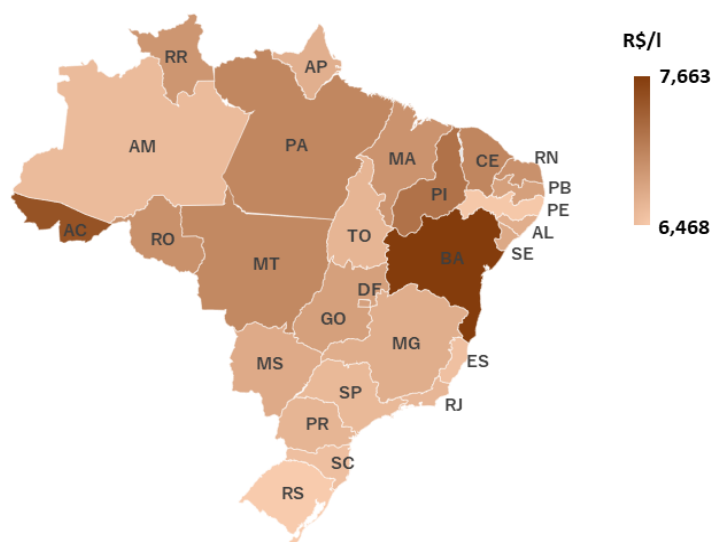 R$/l
7,663
6,468
RR
AP
AM
PA
MA
CE
RN
PB
PE
AL
SE
PI
AC
RO
TO
BA
MT
DF
GO
MG
ES
MS
SP
RJ
PR
SC
RS